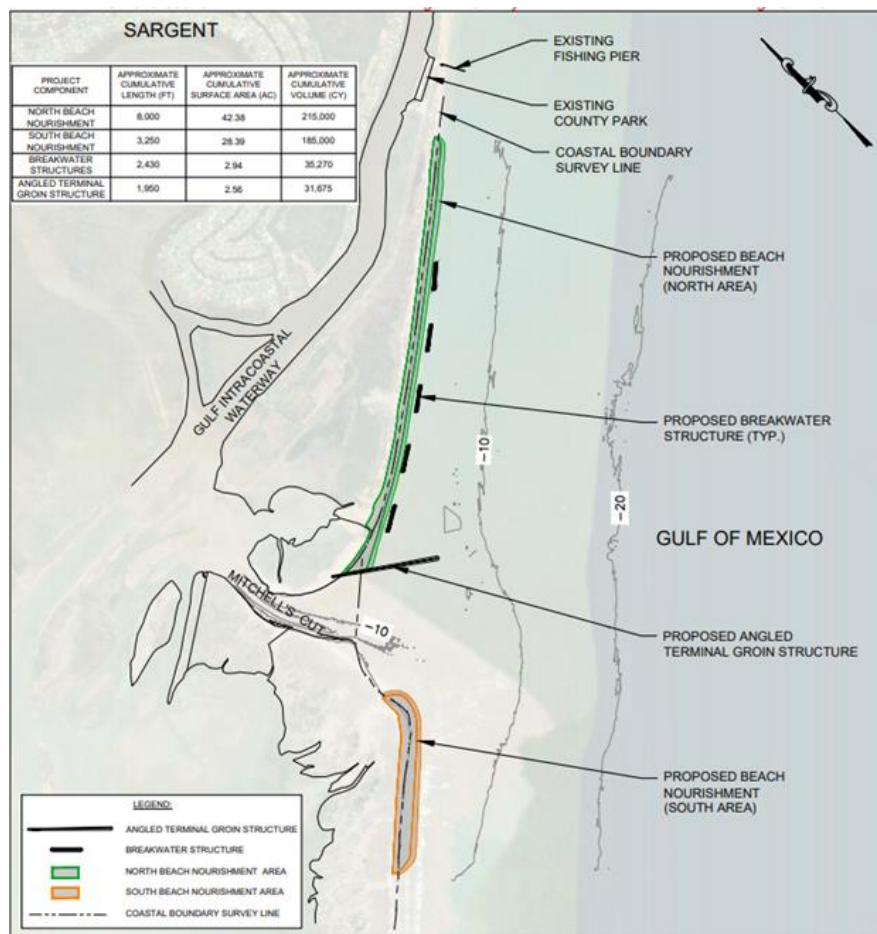 SARGENT
PROJECT COMPONENT
APPROXIMATE CUMULATIVE LENGTH (FT)
APPROXIMATE CUMULATIVE SURFACE AREA (AC)
APPROXIMATE CUMULATIVE VOLUME (CY)
NORTH BEACH NOURISHMENT 8,000 42.38 215,000
SOUTH BEACH NOURISHMENT 3,250 28.39 185,000
BREAKWATER STRUCTURES 2,430 2.94 35,270
ANGLED TERMINAL GROIN STRUCTURE 1,950 2.56 31,675
EXISTING
FISHING PIER
EXISTING
COUNTY PARK
COASTAL BOUNDARY
SURVEY LINE
PROPOSED BEACH
NOURISHMENT
(NORTH AREA)
GULF INTRACOASTAL
WATERWAY
PROPOSED BREAKWATER
STRUCTURE (TYP.)
-10
-20
GULF OF MEXICO
MITCHELL'S CUT
-10
PROPOSED ANGLED
TERMINAL GROIN STRUCTURE
PROPOSED BEACH
NOURISHMENT
(SOUTH AREA)
LEGEND:
ANGLED TERMINAL GROIN STRUCTURE
BREAKWATER STRUCTURE
NORTH BEACH NOURISHMENT AREA
SOUTH BEACH NOURISHMENT AREA
COASTAL BOUNDARY SURVEY LINE